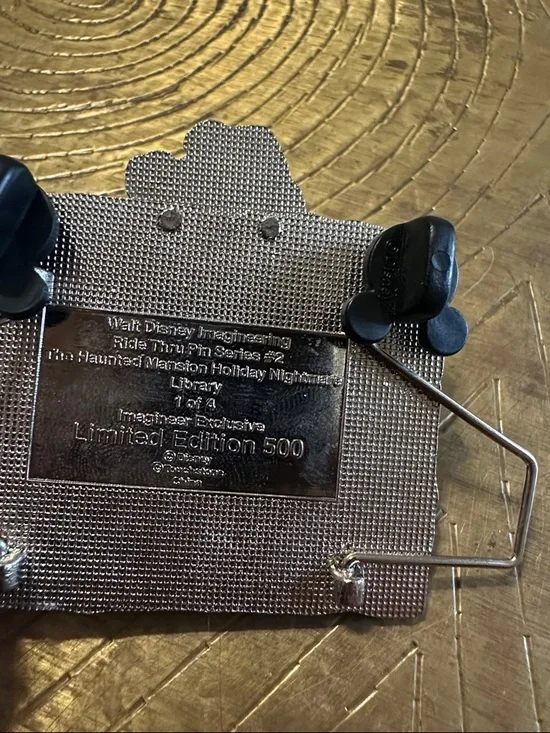 Walt Disney Imagineering
Ride Thru Pin Series #2
The Haunted Mansion Holiday Nightmare
Library
1 of 4
Imagineer Exclusive
Limited Edition 500
© Disney
© Touchstone
China